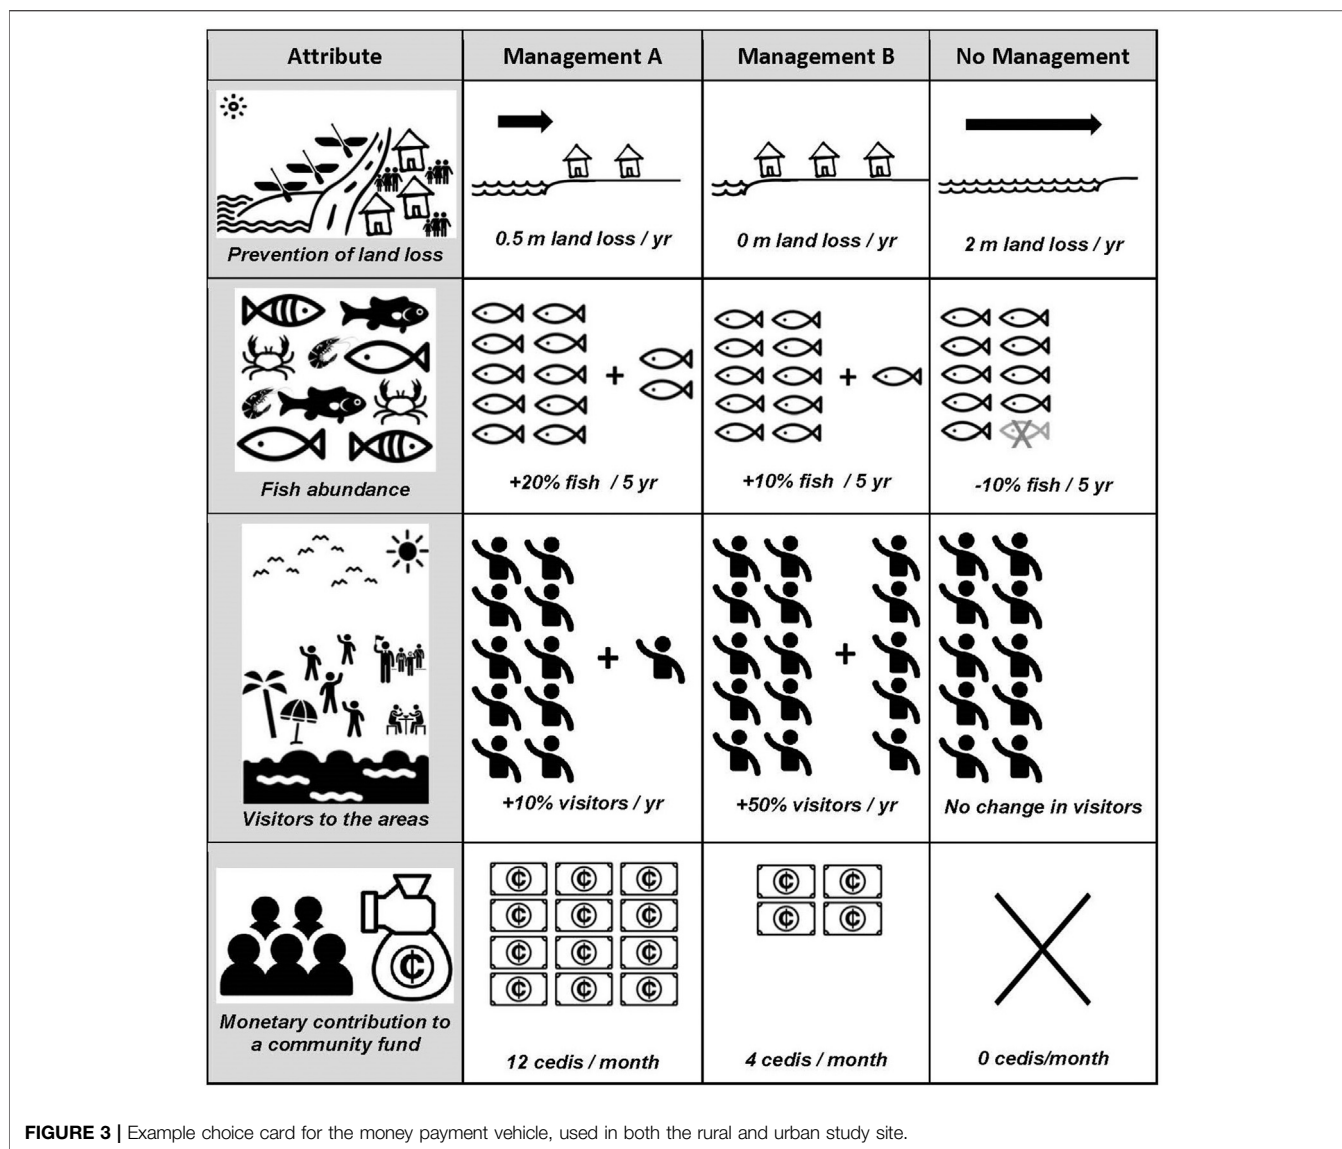 Attribute
Management A
Management B
No Management
Prevention of land loss
0.5 m land loss / yr
0 m land loss / yr
2 m land loss / yr
Fish abundance
+
+20% fish / 5 yr
+
+10% fish / 5 yr
X
-10% fish / 5 yr
Visitors to the areas
+
+10% visitors / yr
+
+50% visitors / yr
No change in visitors
Monetary contribution to
a community fund
12 cedis / month
4 cedis / month
0 cedis/month
FIGURE 3 | Example choice card for the money payment vehicle, used in both the rural and urban study site.